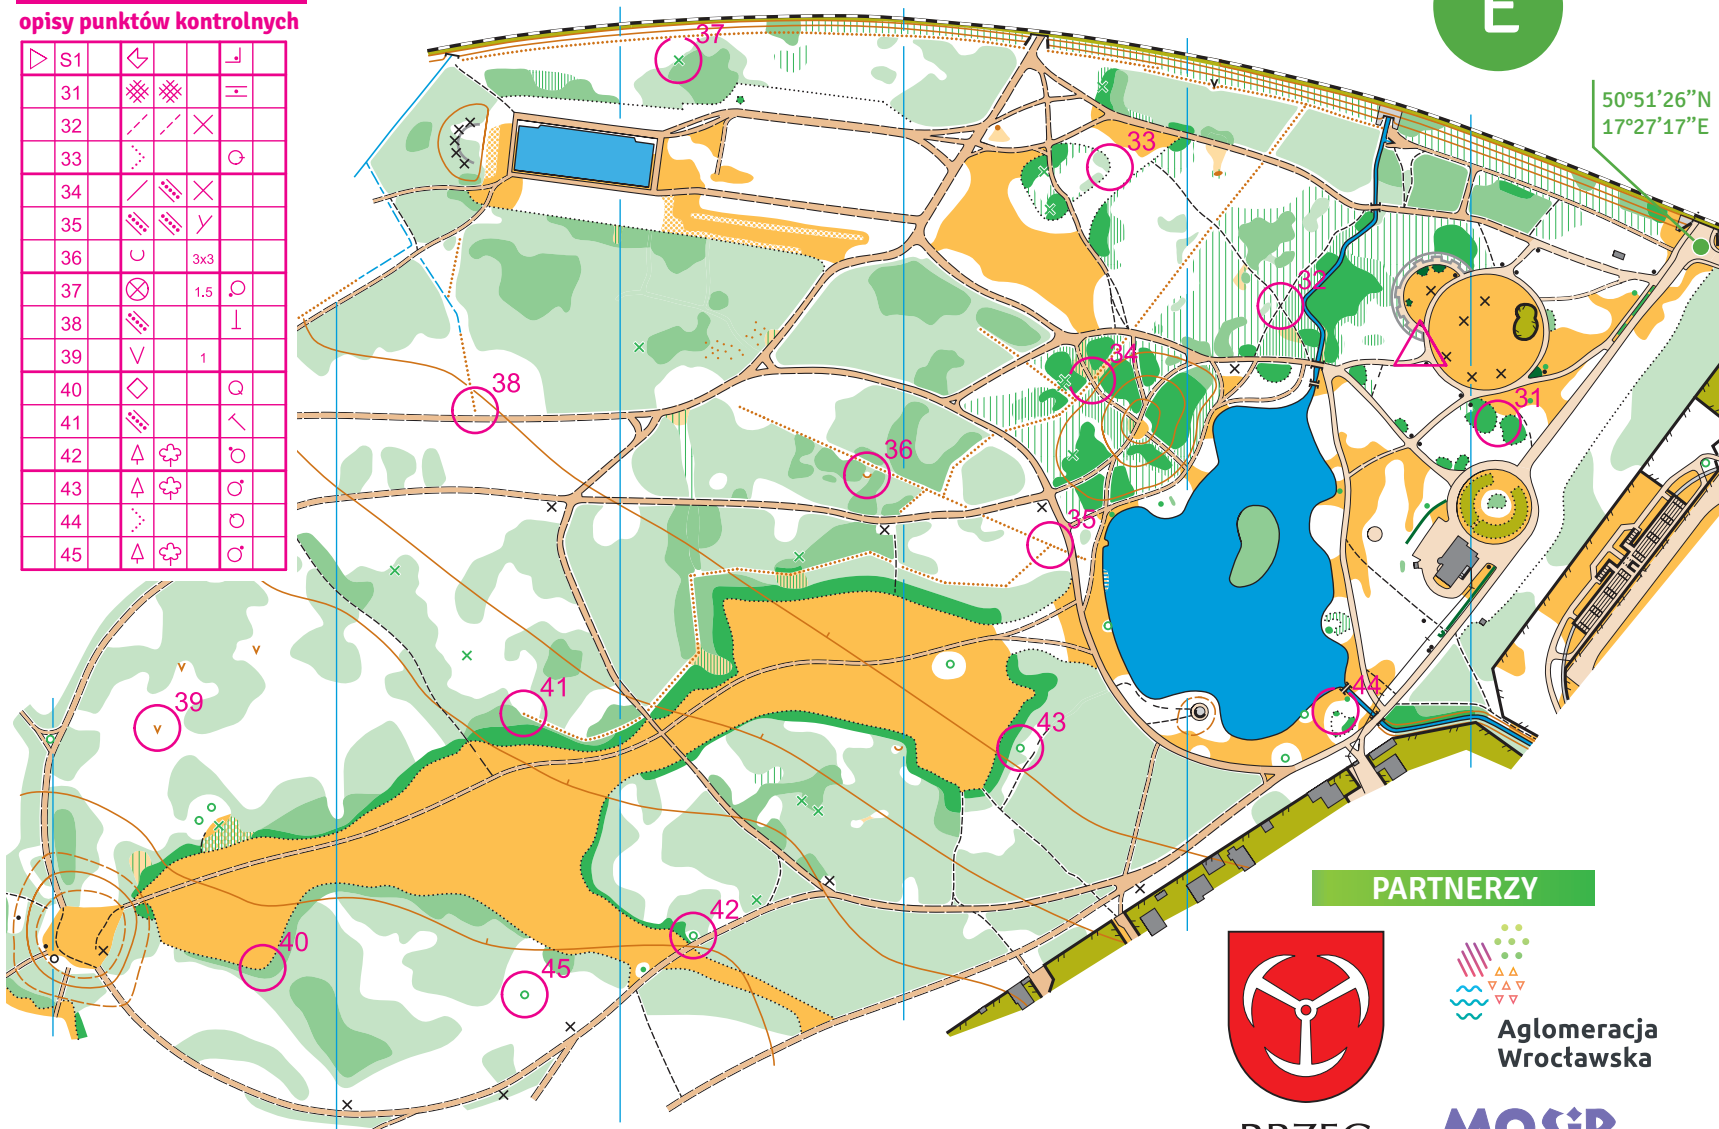 opisy punktów kontrolnych
S1
31
32
33
34
35
36 3x3
37 1.5
38
39 1
40
41
42
43
44
45
E
50°51’26’’N
17°27’17’’E
37
33
32
34
31
38
36
35
39
41
43
44
42
40
45
PARTNERZY
Aglomeracja
Wrocławska
BRZEG
MOSiR